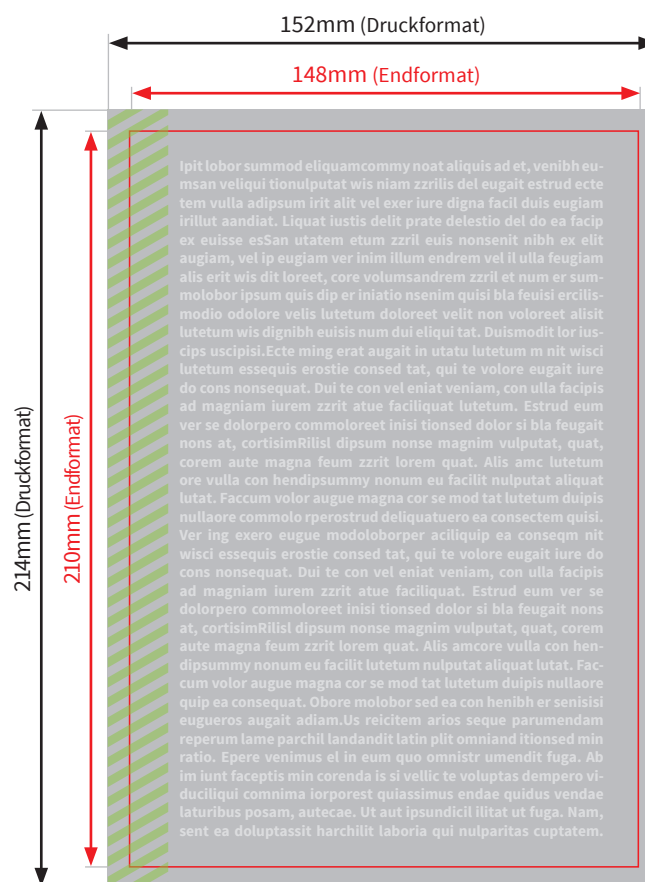 152mm (Druckformat)
148mm (Endformat)
214mm (Druckformat)
210mm (Endformat)
Ipit lobor summod eliquamcommy noat aliquis ad et, venibh eu-
msan veliqui tionulputat wis niam zzrilis del eugait estrud ecte
tem vulla adipsum irit alit vel exer iure digna facil duis eugiam
irillut aandiat. Liquat iustis delit prate delestio del do ea facip
ex euisse esSan utatem etum zzril euis nonsenit nibh ex elit
augiam, vel ip eugiam ver inim illum endrem vel il ulla feugiam
alis erit wis dit loreet, core volumsandrem zzril et num er sum-
molobor ipsum quis dip er iniatio nsenim quisi bla feuisi ercilis-
modio odolore velis lutetum doloreet velit non voloreet alisit
lutetum wis dignibh euisis num dui eliqui tat. Duismodit lor ius-
cips uscipisi.Ecte ming erat augait in utatu lutetum m nit wisci
lutetum essequis erostie consed tat, qui te volore eugait iure
do cons nonsequat. Dui te con vel eniat veniam, con ulla facipis
ad magniam iurem zzrit atue faciliquat lutetum. Estrud eum
ver se dolorpero commoloreet inisi tionsed dolor si bla feugait
nons at, cortisimRilisl dipsum nonse magnim vulputat, quat,
corem aute magna feum zzrit lorem quat. Alisamc lutetum
ore vulla con hendipsummy nonum eu facilit nulputat aliquat
lutat. Faccum volor augue magna cor se mod tat lutetum duipis
nullaore commolo rperostrud deliquatuero ea consectem quisi.
Ver ing exero eugue modoloborper aciliquip ea conseqm nit
wisci essequis erostie consed tat, qui te volore eugait iure do
cons nonsequat. Dui te con vel eniat veniam, con ulla facipis
ad magniam iurem zzrit atue faciliquat. Estrud eum ver se
dolorpero commoloreet inisi tionsed dolor si bla feugait nons
at, cortisimRilisl dipsum nonse magnim vulputat, quat, corem
aute magna feum zzrit lorem quat. Alis amcore vulla con hen-
dipsummy nonum eu facilit lutetum nulputat aliquat lutat. Fac-
cum volor augue magna cor se mod tat lutetum duipis nullaore
quip ea consequat. Obore molobor sed ea con henibh er senisisi
eugueros augait adiam.Us reicitem arios seque parumendam
reperum lame parchil landandit latin plit omniand itionsed min
ratio. Epere venimus el in eum quo omnistr umendit fuga. Ab
im iunt faceptis min corenda is si vellic te voluptas dempero vi-
duciliqui comnima iorporest quiassimus endae quidus vendae
laturibus posam, autecae. Ut aut ipsundicil ilitat ut fuga. Nam,
sent ea doluptassit harchilit laboria qui nulparitas cuptatem.